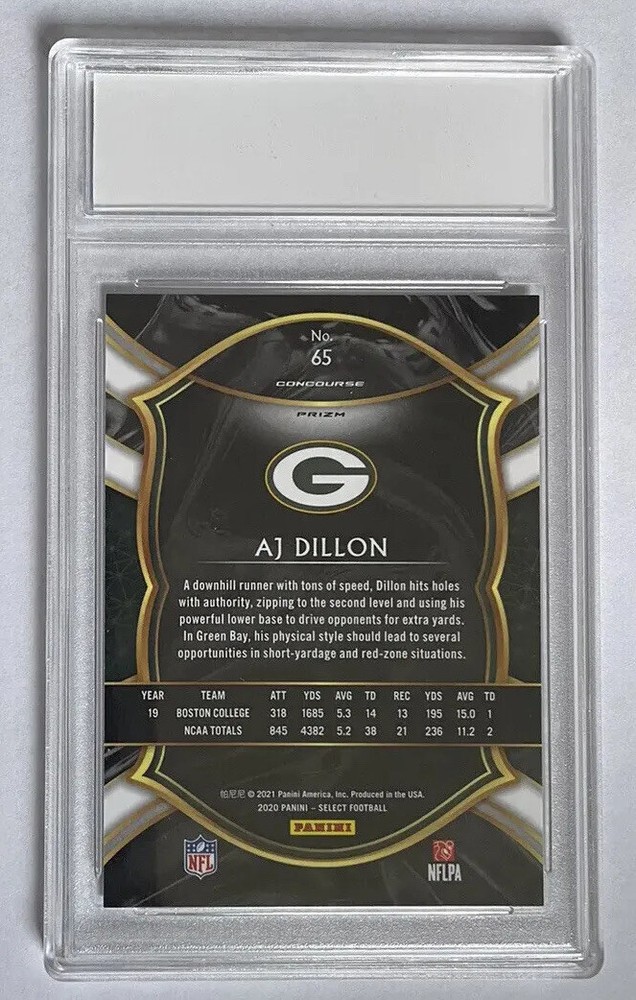 No.
65
CONCOURSE
PRIZM
G
AJ DILLON
A downhill runner with tons of speed, Dillon hits holes
with authority, zipping to the second level and using his
powerful lower base to drive opponents for extra yards.
In Green Bay, his physical style should lead to several
opportunities in short-yardage and red-zone situations.
YEAR TEAM ATT YDS AVG TD REC YDS AVG TD
19 BOSTON COLLEGE 318 1685 5.3 14 13 195 15.0 1
NCAA TOTALS 845 4382 5.2 38 21 236 11.2 2
帕尼尼 © 2021 Panini America, Inc. Produced in the USA.
2020 PANINI – SELECT FOOTBALL
PANINI
NFL
NFLPA